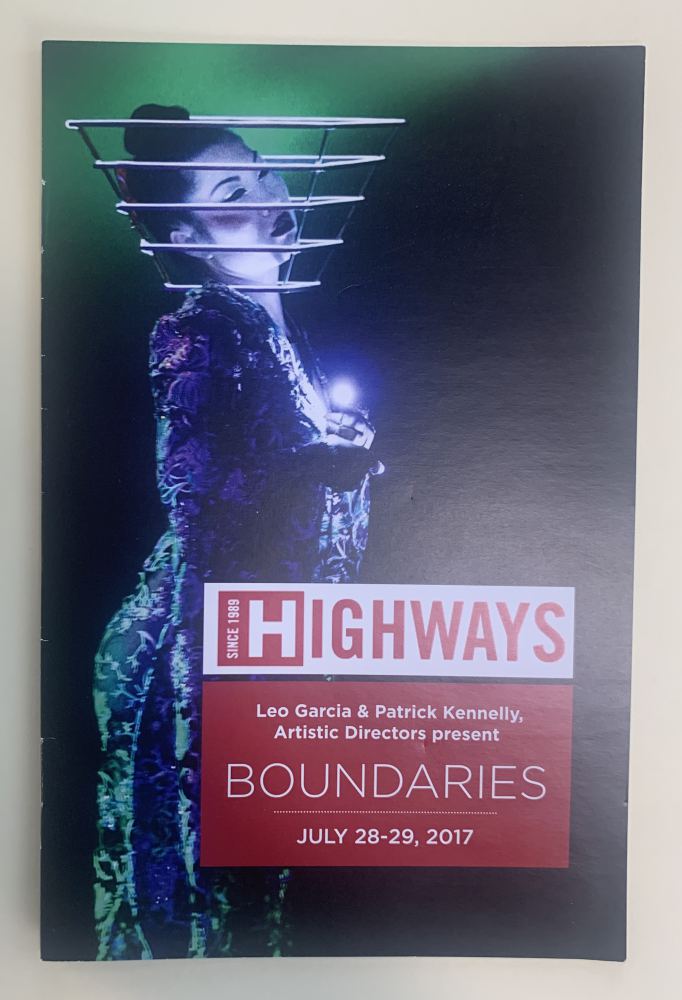 SINCE 1989
HIGHWAYS
Leo Garcia & Patrick Kennelly,
Artistic Directors present
BOUNDARIES
JULY 28-29, 2017